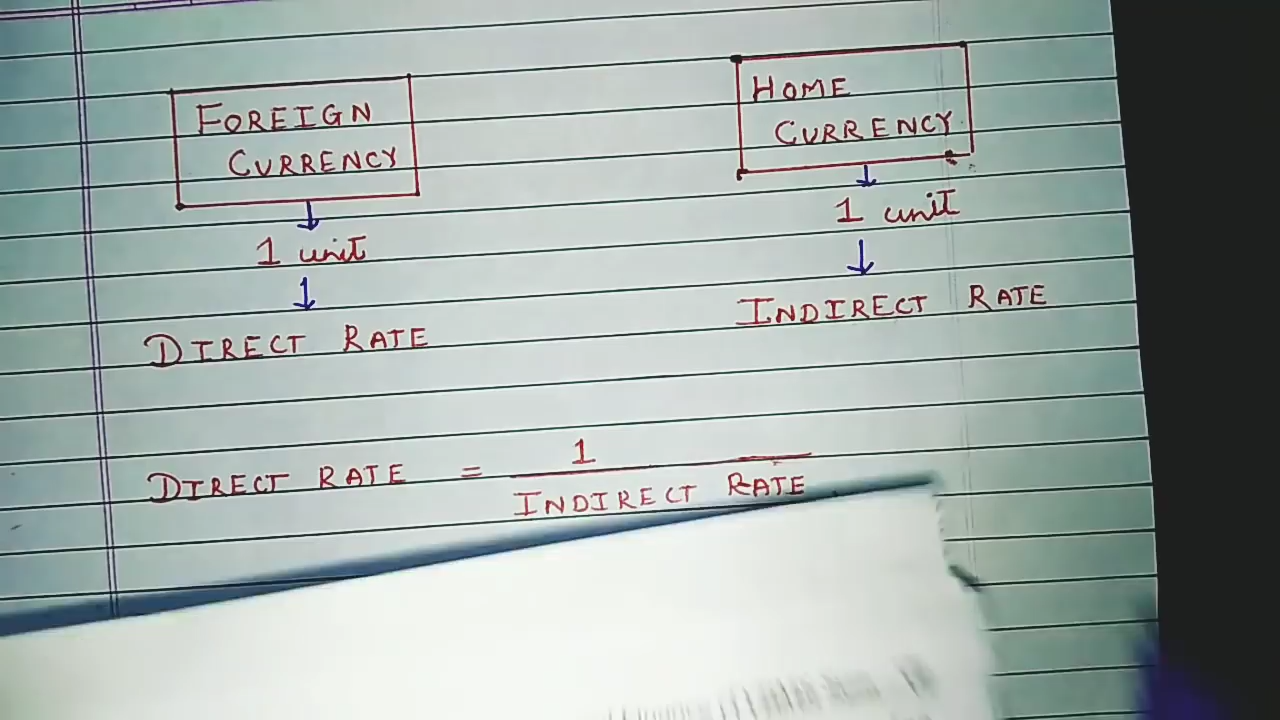 FOREIGN
CURRENCY
1 unit
DIRECT RATE
HOME
CURRENCY
1 unit
INDIRECT RATE
DIRECT RATE = 1
INDIRECT RATE